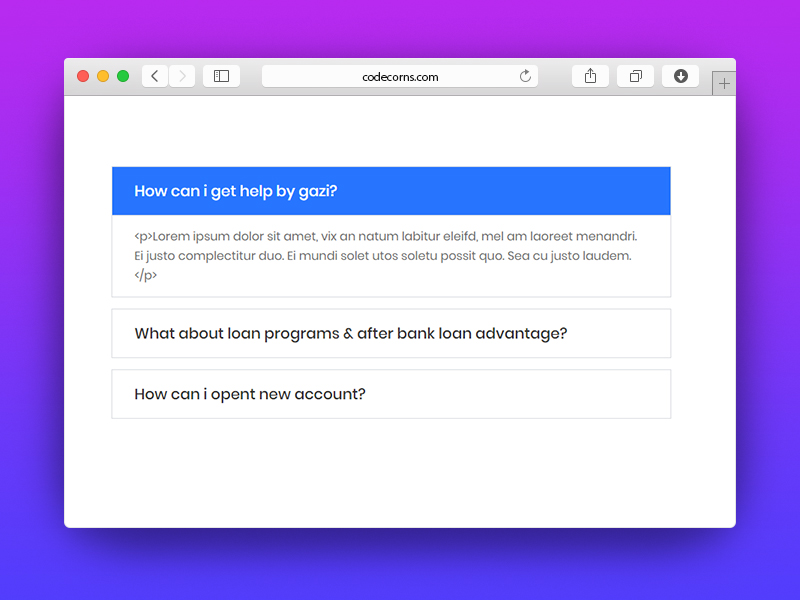 codecorns.com
How can i get help by gazi?
<p>Lorem ipsum dolor sit amet, vix an natum labitur eleifd, mel am laoreet menandri.
Ei justo complectitur duo. Ei mundi solet utos soletu possit quo. Sea cu justo laudem.
</p>
What about loan programs & after bank loan advantage?
How can i opent new account?